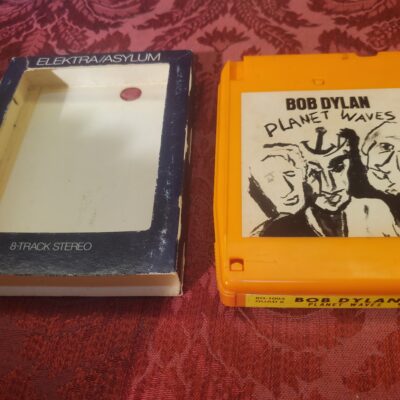 ELEKTRA/ASYLUM
8-TRACK STEREO
BOB DYLAN
PLANET WAVES
BOB DYLAN
PLANET WAVES